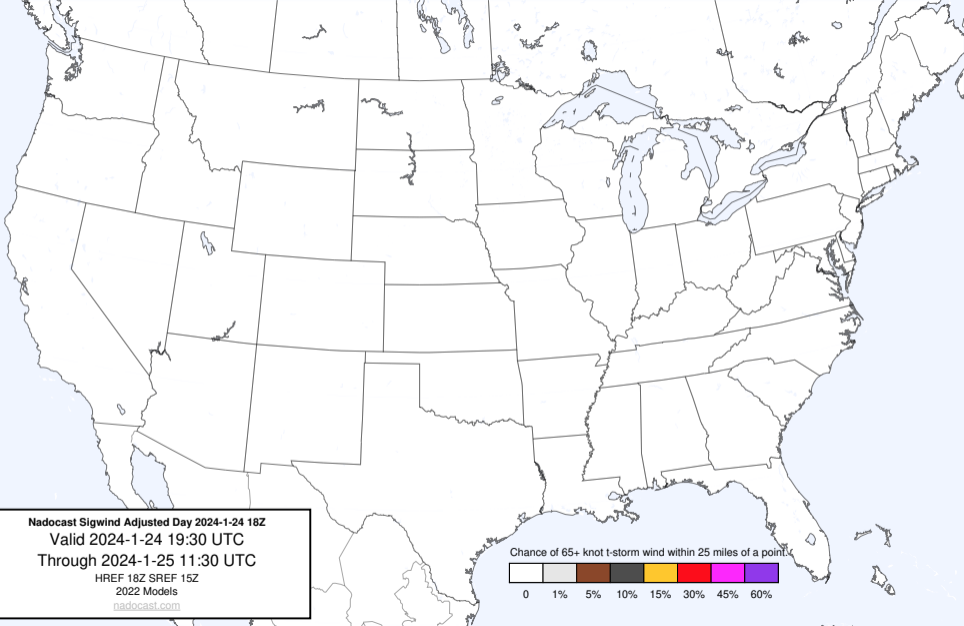 Nadocast Sigwind Adjusted Day 2024-1-24 18Z
Valid 2024-1-24 19:30 UTC
Through 2024-1-25 11:30 UTC
HREF 18Z SREF 15Z
2022 Models
nadocast.com
Chance of 65+ knot t-storm wind within 25 miles of a point.
0 1% 5% 10% 15% 30% 45% 60%